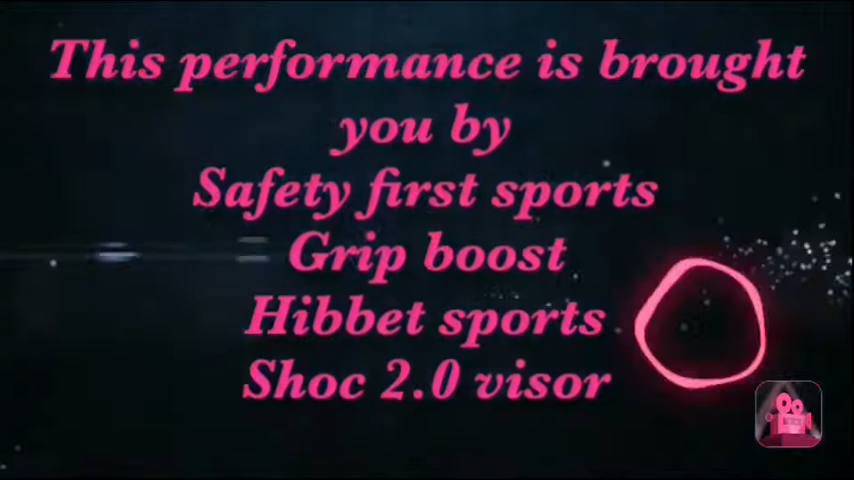 This performance is brought
you by
Safety first sports
Grip boost
Hibbet sports
Shoc 2.0 visor